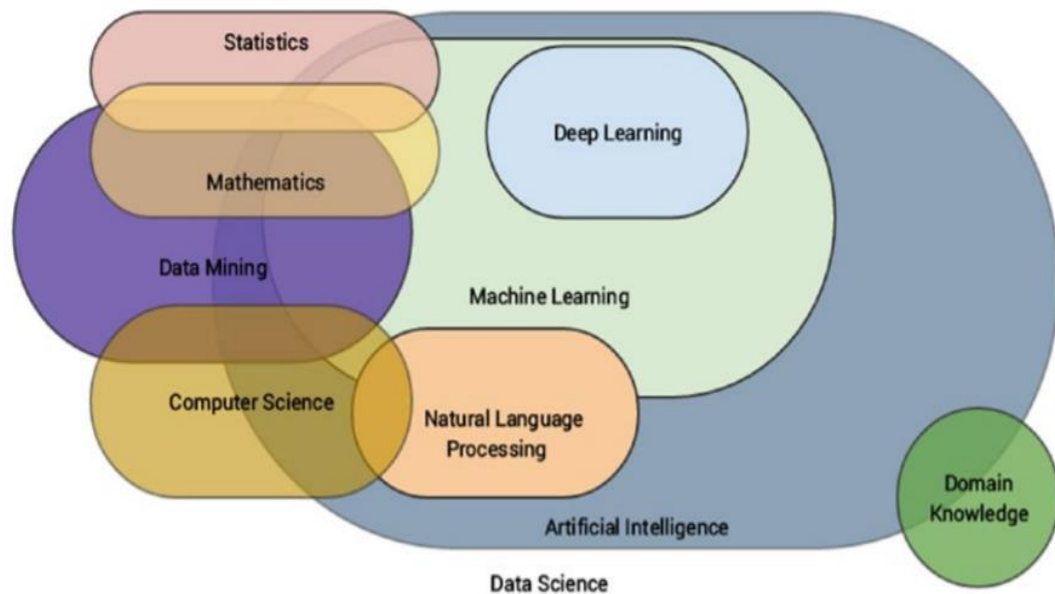 Statistics
Deep Learning
Mathematics
Data Mining
Machine Learning
Computer Science
Natural Language
Processing
Domain
Knowledge
Artificial Intelligence
Data Science